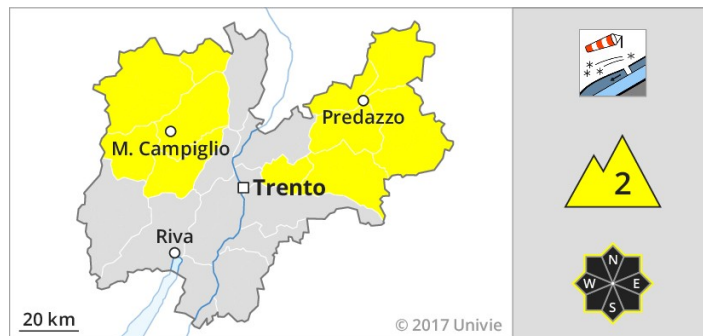 Predazzo
M. Campiglio
Trento
Riva
20 km
© 2017 Univie
2
N
W E
S